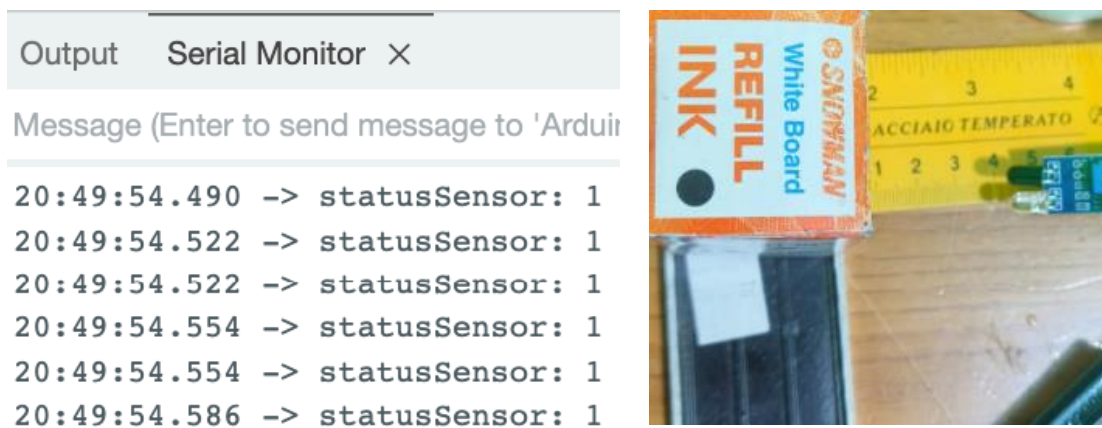 Output Serial Monitor ×
Message (Enter to send message to 'Arduin
20:49:54.490 -> statusSensor: 1
20:49:54.522 -> statusSensor: 1
20:49:54.522 -> statusSensor: 1
20:49:54.554 -> statusSensor: 1
20:49:54.554 -> statusSensor: 1
20:49:54.586 -> statusSensor: 1
SNOWMAN
White Board
REFILL
INK
2 3 4
ACCIAIO TEMPERATO
1 2 3 4 5 6